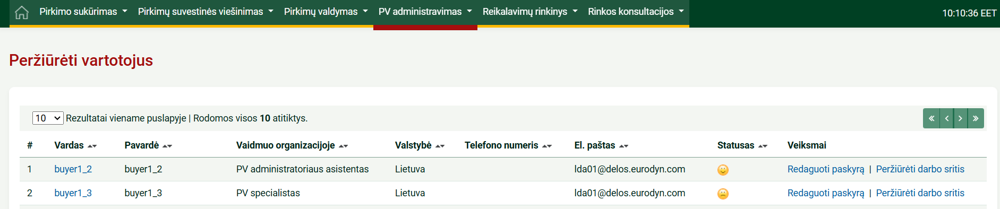 Pirkimo sukūrimas Pirkimų suvestinės viešinimas Pirkimų valdymas PV administravimas Reikalavimų rinkinys Rinkos konsultacijos 10:10:36 EET
Peržiūrėti vartotojus
10 Rezultatai viename puslapyje | Rodomos visos 10 atitiktys.
# Vardas Pavardė Vaidmuo organizacijoje Valstybė Telefono numeris El. paštas Statusas Veiksmai
1 buyer1_2 buyer1_2 PV administratoriaus asistentas Lietuva lda01@delos.eurodyn.com Redaguoti paskyrą | Peržiūrėti darbo sritis
2 buyer1_3 buyer1_3 PV specialistas Lietuva lda01@delos.eurodyn.com Redaguoti paskyrą | Peržiūrėti darbo sritis